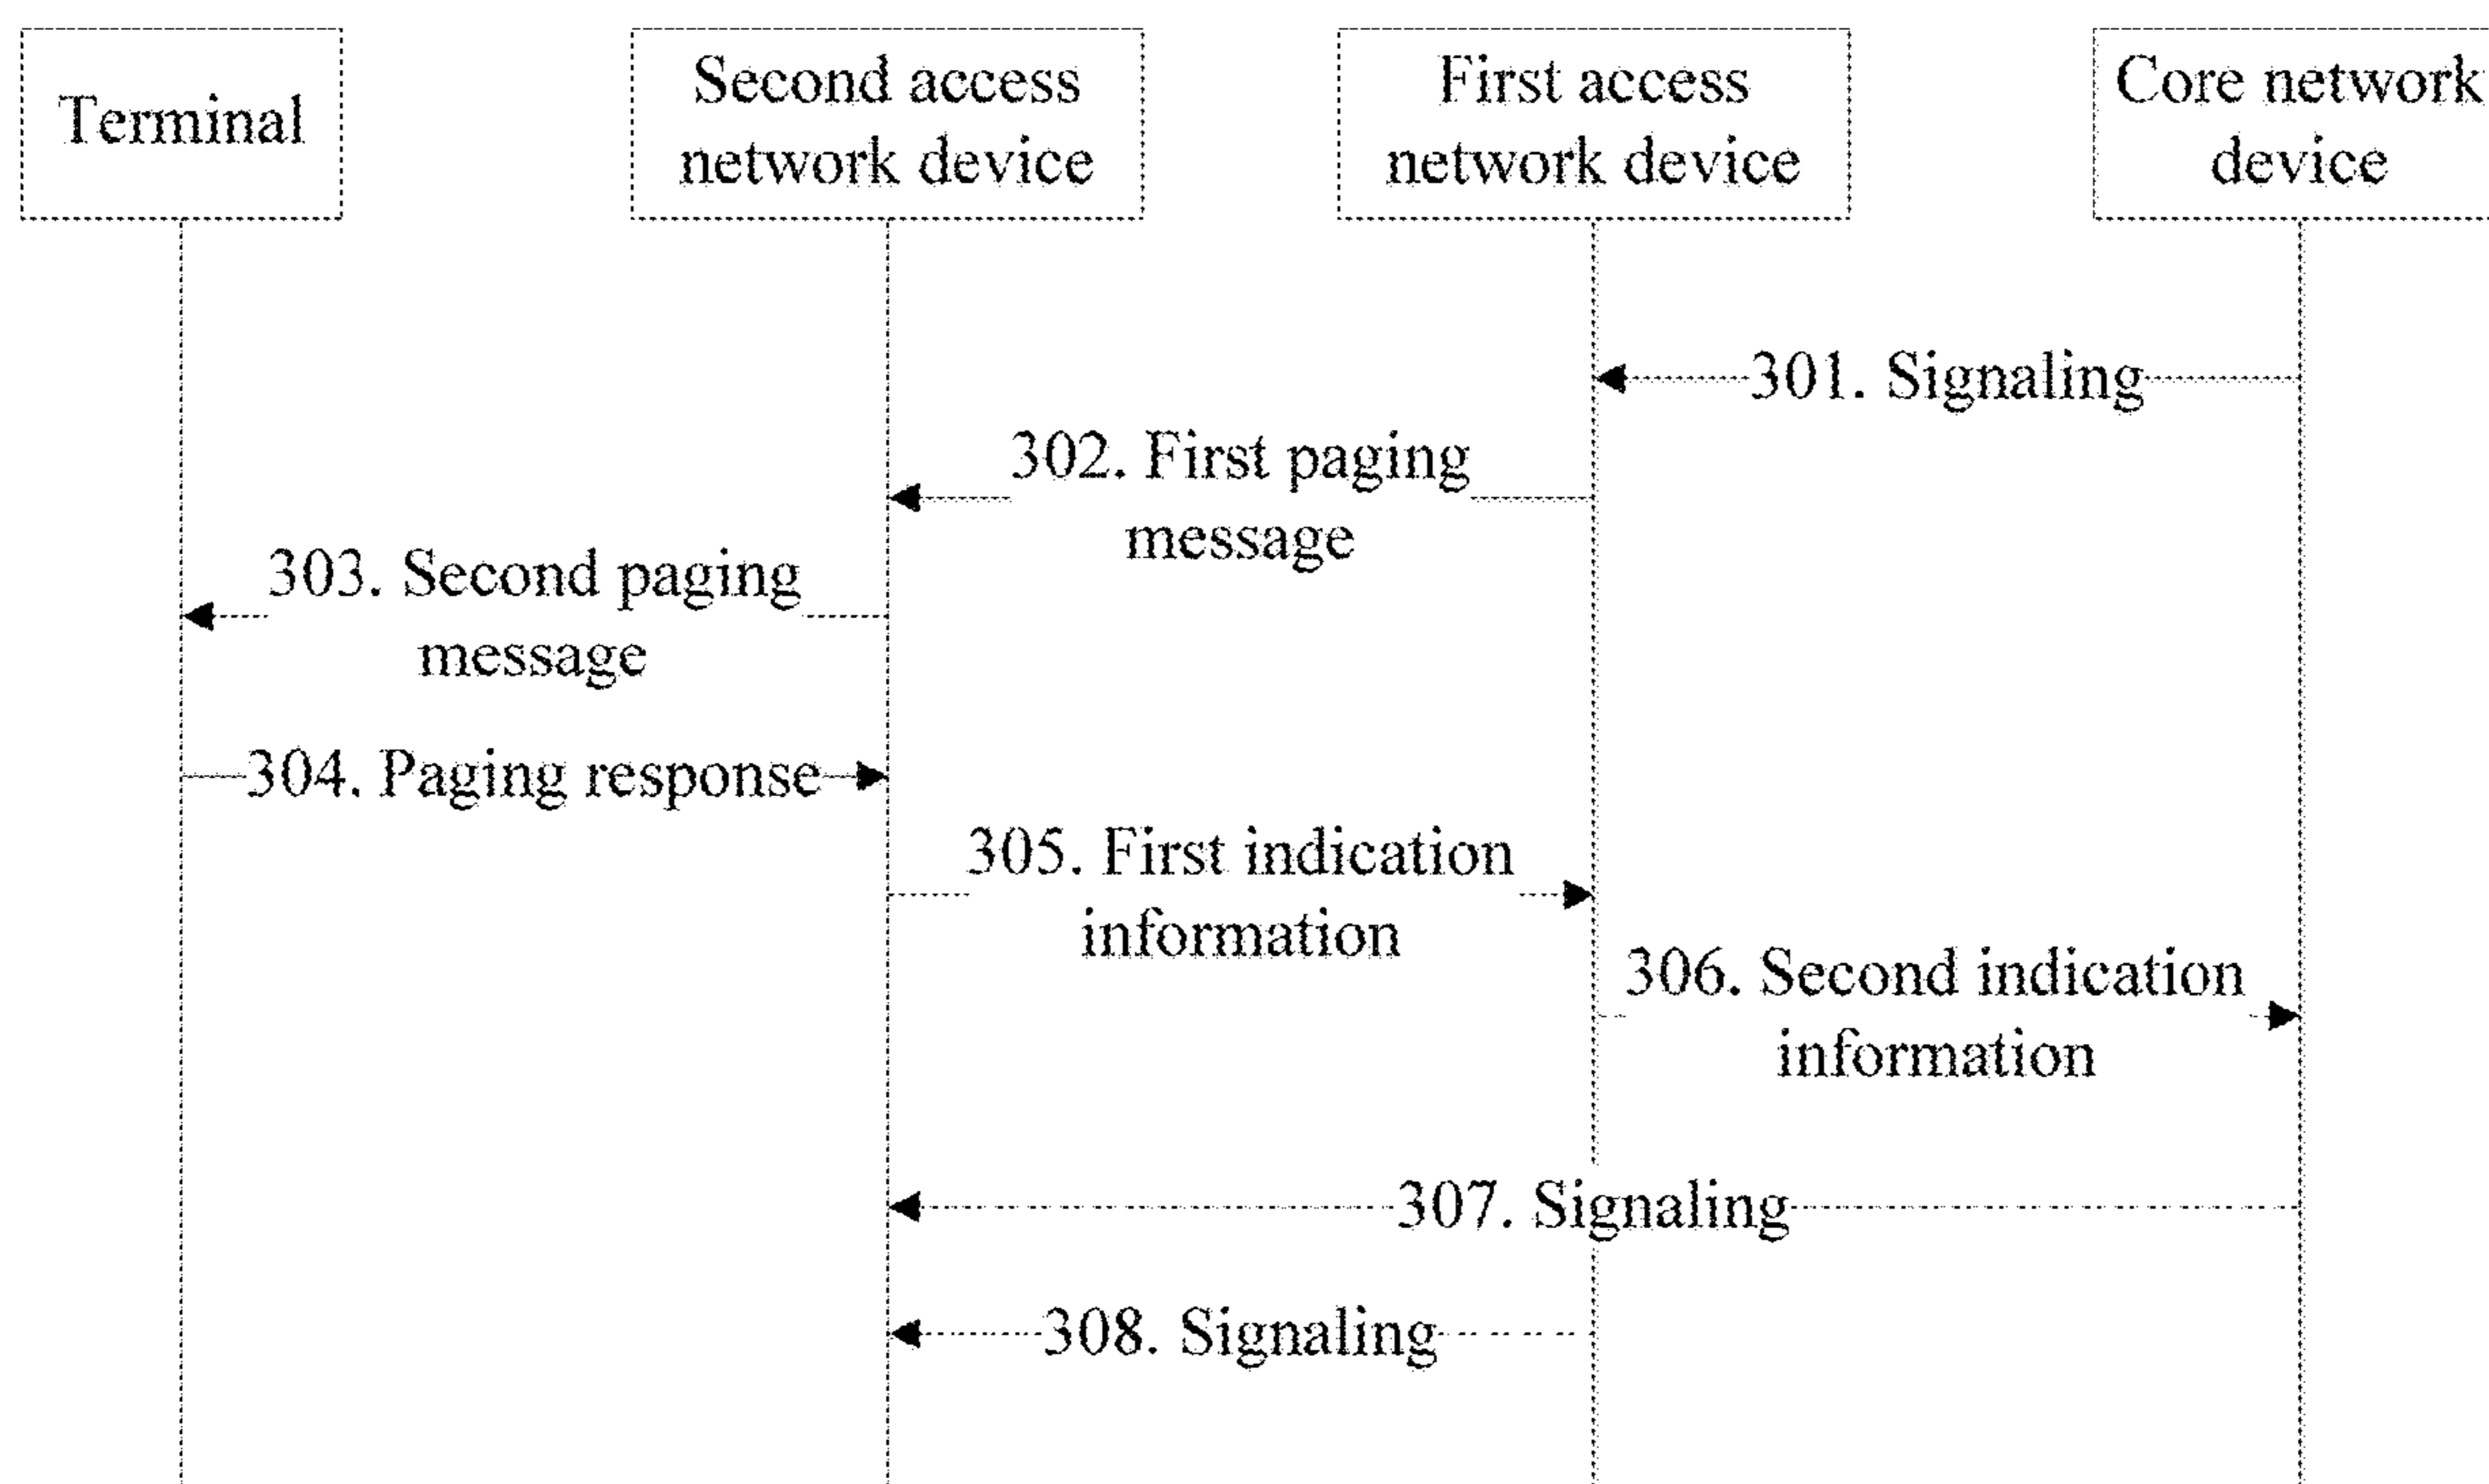 Terminal
Second access
network device
First access
network device
Core network
device
301. Signaling
302. First paging
message
303. Second paging
message
304. Paging response
305. First indication
information
306. Second indication
information
307. Signaling
308. Signaling